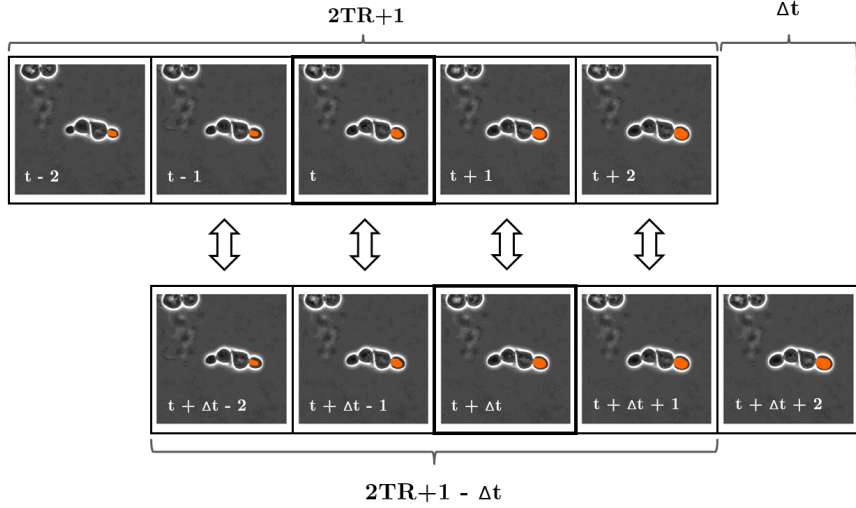 2TR+1
Δt
t - 2
t - 1
t
t + 1
t + 2
t + Δt - 2
t + Δt - 1
t + Δt
t + Δt + 1
t + Δt + 2
2TR+1 - Δt